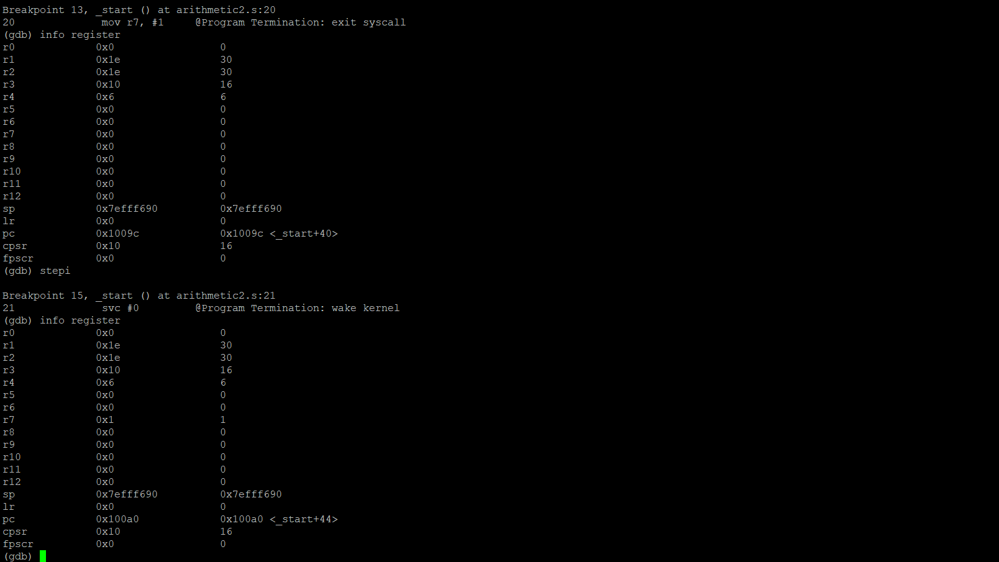 Breakpoint 13, _start () at arithmetic2.s:20
20              mov r7, #1     @Program Termination: exit syscall
(gdb) info register
r0             0x0                 0
r1             0x1e                30
r2             0x1e                30
r3             0x10                16
r4             0x6                 6
r5             0x0                 0
r6             0x0                 0
r7             0x0                 0
r8             0x0                 0
r9             0x0                 0
r10            0x0                 0
r11            0x0                 0
r12            0x0                 0
sp             0x7efff690          0x7efff690
lr             0x0                 0
pc             0x1009c             0x1009c <_start+40>
cpsr           0x10                16
fpscr          0x0                 0
(gdb) stepi
Breakpoint 15, _start () at arithmetic2.s:21
21              svc #0         @Program Termination: wake kernel
(gdb) info register
r0             0x0                 0
r1             0x1e                30
r2             0x1e                30
r3             0x10                16
r4             0x6                 6
r5             0x0                 0
r6             0x0                 0
r7             0x1                 1
r8             0x0                 0
r9             0x0                 0
r10            0x0                 0
r11            0x0                 0
r12            0x0                 0
sp             0x7efff690          0x7efff690
lr             0x0                 0
pc             0x100a0             0x100a0 <_start+44>
cpsr           0x10                16
fpscr          0x0                 0
(gdb)